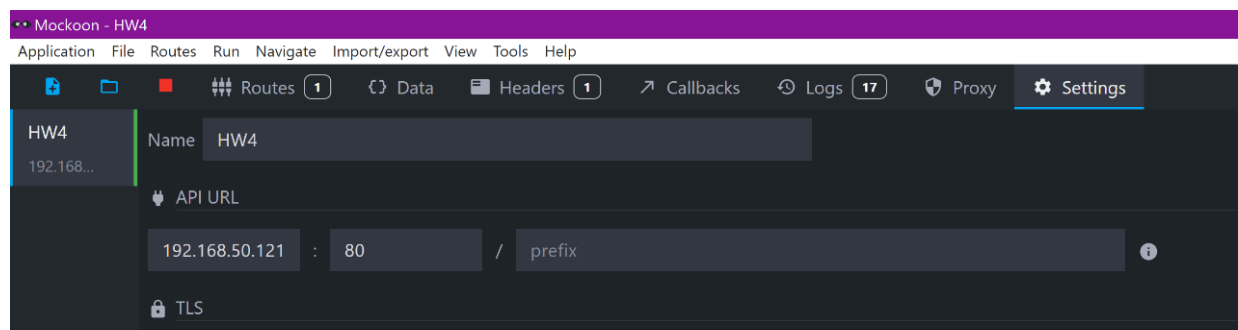 Mockoon - HW4
Application File Routes Run Navigate Import/export View Tools Help
Routes 1 Data Headers 1 Callbacks Logs 17 Proxy Settings
HW4
192.168...
Name HW4
API URL
192.168.50.121 : 80 / prefix
TLS